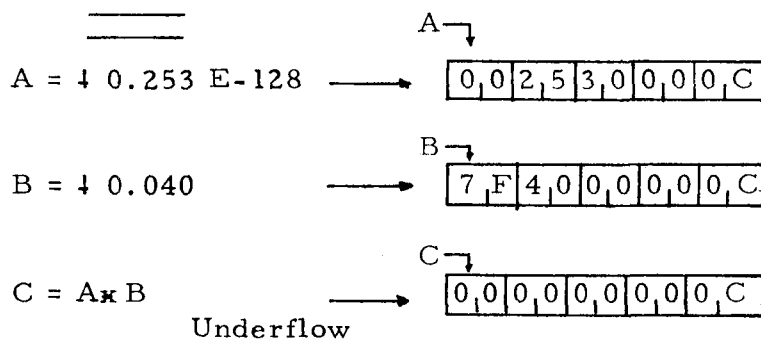 A
A = + 0.253 E-128 0 0 2 5 3 0 0 0 0 C
B
B = + 0.040 7 F 4 0 0 0 0 0 0 C
C
C = A* B 0 0 0 0 0 0 0 0 0 C
Underflow